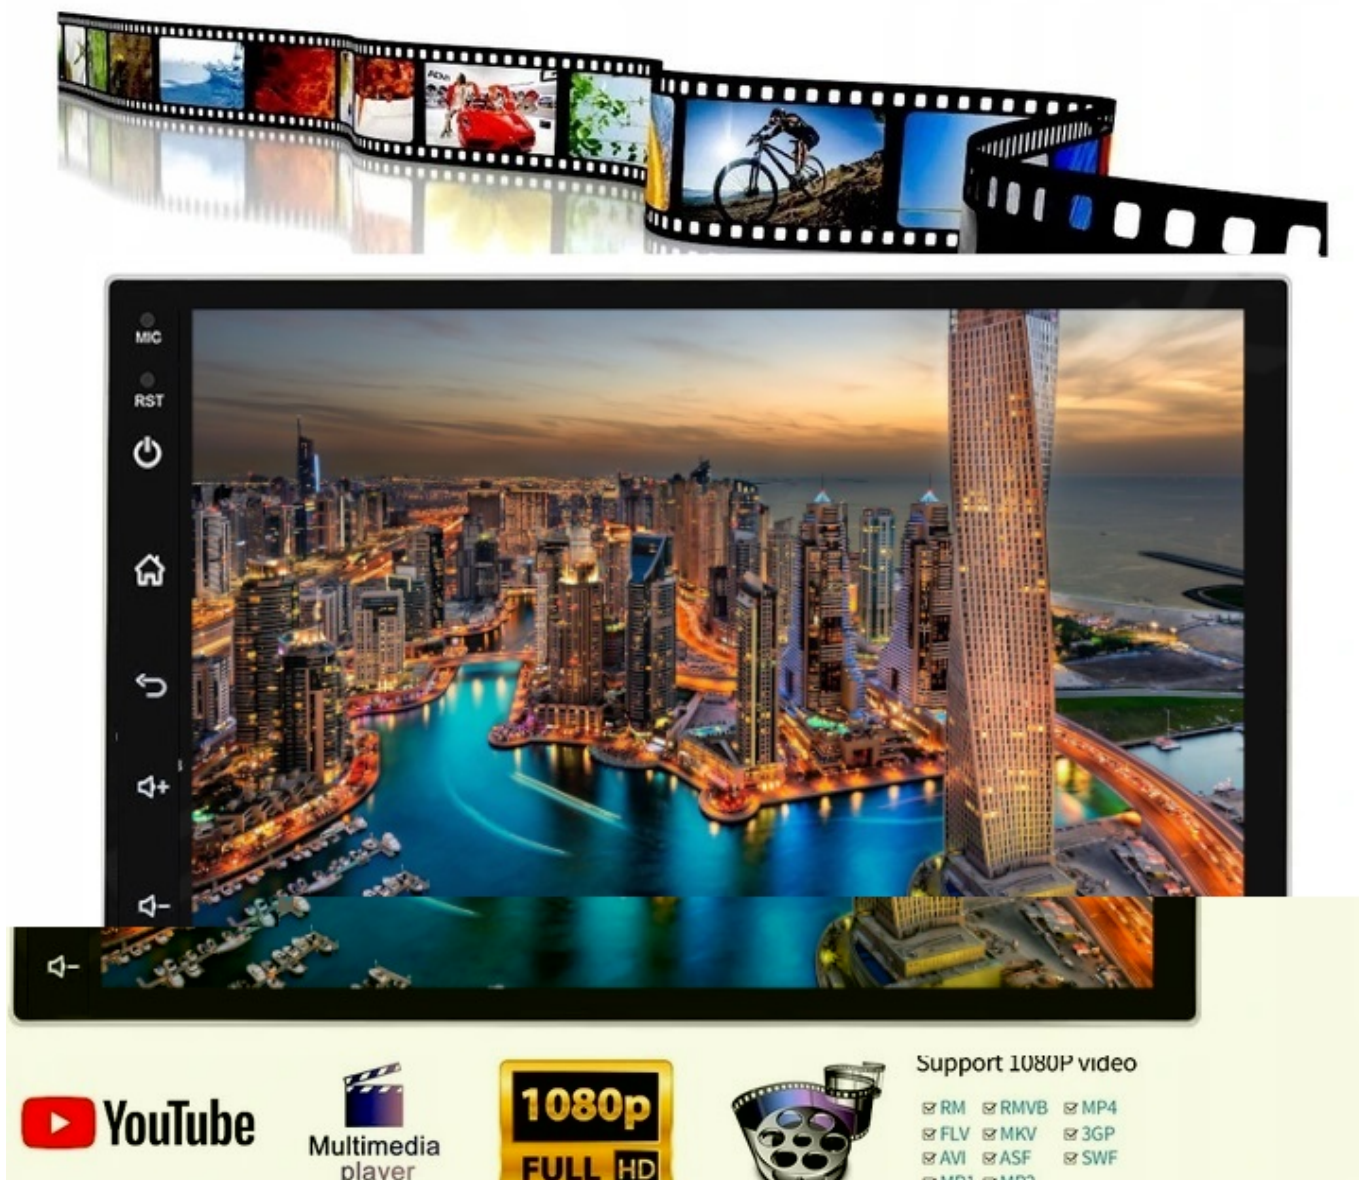 MIC
RST
YouTube
Multimedia
player
1080p
FULL HD
Support 1080P video
RM RMVB MP4
FLV MKV 3GP
AVI ASF SWF